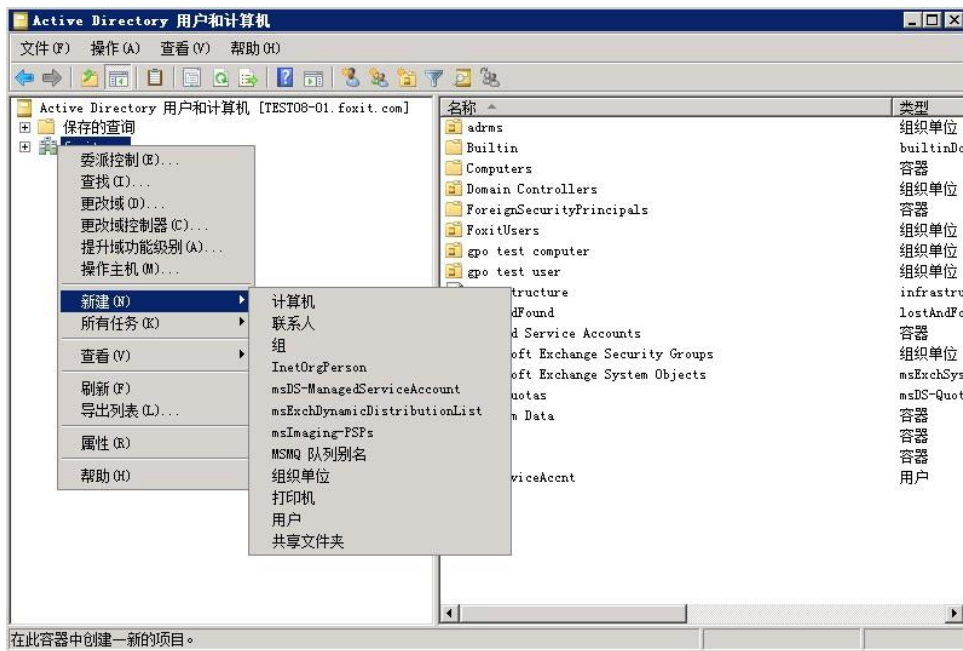 Active Directory 用户和计算机
文件(F) 操作(A) 查看(V) 帮助(H)
Active Directory 用户和计算机 [TEST08-01.foxit.com]
保存的查询
委派控制(E)...
查找(I)...
更改域(D)...
更改域控制器(C)...
提升域功能级别(A)...
操作主机(M)...
新建(N)
所有任务(K)
查看(V)
刷新(F)
导出列表(L)...
属性(R)
帮助(H)
计算机
联系人
组
InetOrgPerson
msDS-ManagedServiceAccount
msExchDynamicDistributionList
msImaging-PSPs
MSMQ 队列别名
组织单位
打印机
用户
共享文件夹
名称 类型
adrms 组织单位
Builtin builtinDo
Computers 容器
Domain Controllers 组织单位
ForeignSecurityPrincipals 容器
FoxitUsers 组织单位
gpo test computer 组织单位
gpo test user 组织单位
structure infrastru
dFound lostAndFo
d Service Accounts 容器
oft Exchange Security Groups 组织单位
oft Exchange System Objects msExchSys
uotas msDS-Quot
m Data 容器
容器
容器
viceAccnt 用户
在此容器中创建一新的项目。